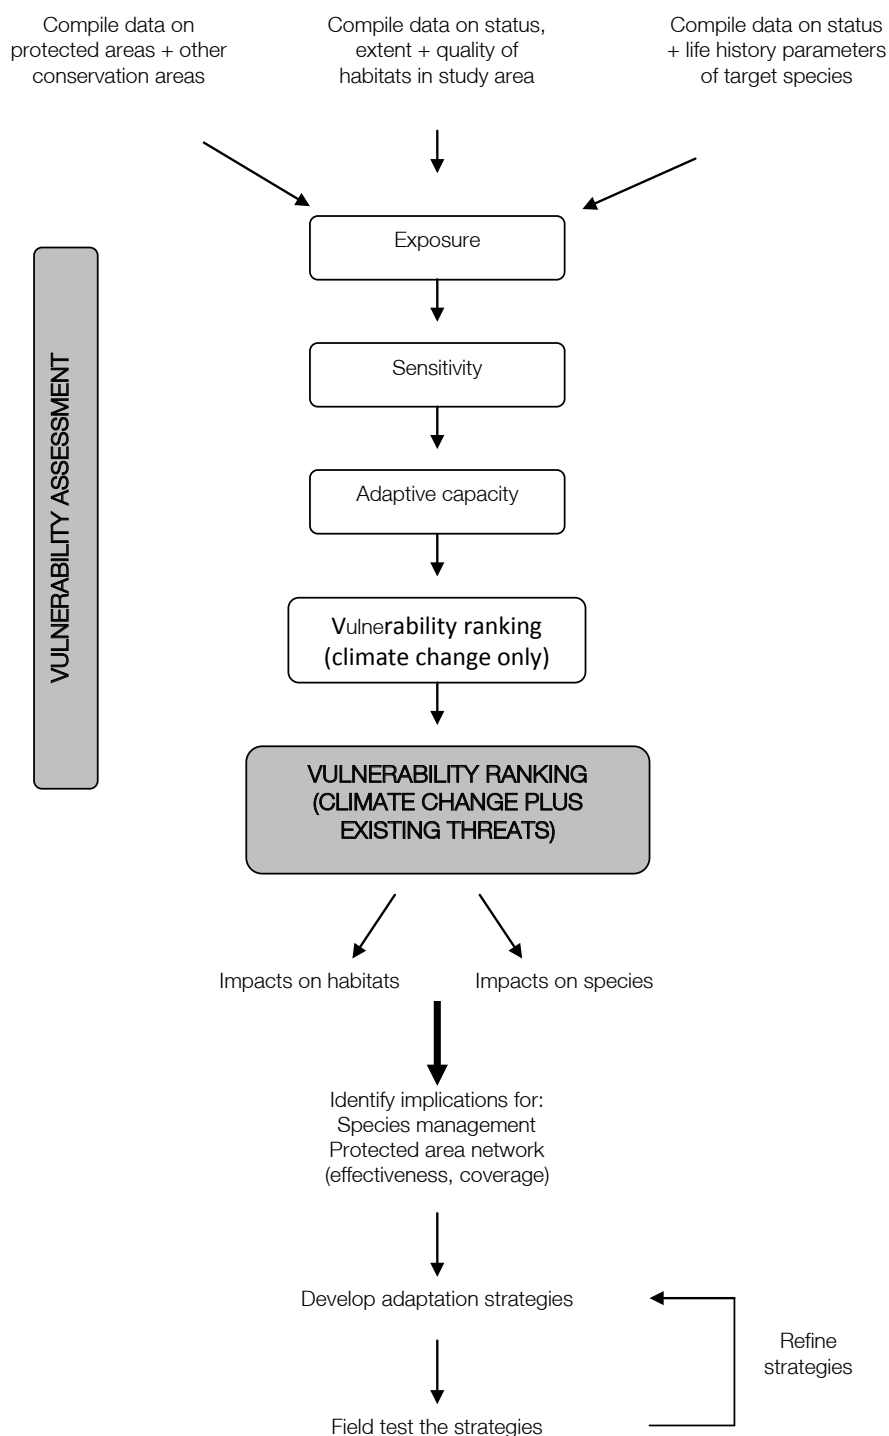 Compile data on
protected areas + other
conservation areas
Compile data on status,
extent + quality of
habitats in study area
Compile data on status
+ life history parameters
of target species
Exposure
VULNERABILITY ASSESSMENT
Sensitivity
Adaptive capacity
Vulnerability ranking
(climate change only)
VULNERABILITY RANKING
(CLIMATE CHANGE PLUS
EXISTING THREATS)
Impacts on habitats
Impacts on species
Identify implications for:
Species management
Protected area network
(effectiveness, coverage)
Develop adaptation strategies
Refine
strategies
Field test the strategies